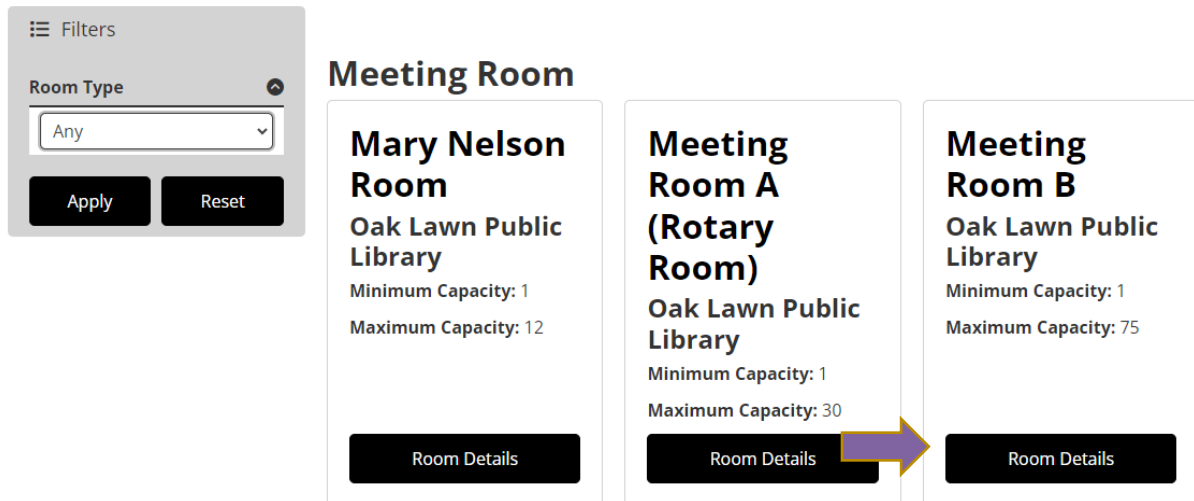 Filters
Room Type
Any
Apply
Reset
Meeting Room
Mary Nelson
Room
Oak Lawn Public
Library
Minimum Capacity: 1
Maximum Capacity: 12
Room Details
Meeting
Room A
(Rotary
Room)
Oak Lawn Public
Library
Minimum Capacity: 1
Maximum Capacity: 30
Room Details
Meeting
Room B
Oak Lawn Public
Library
Minimum Capacity: 1
Maximum Capacity: 75
Room Details